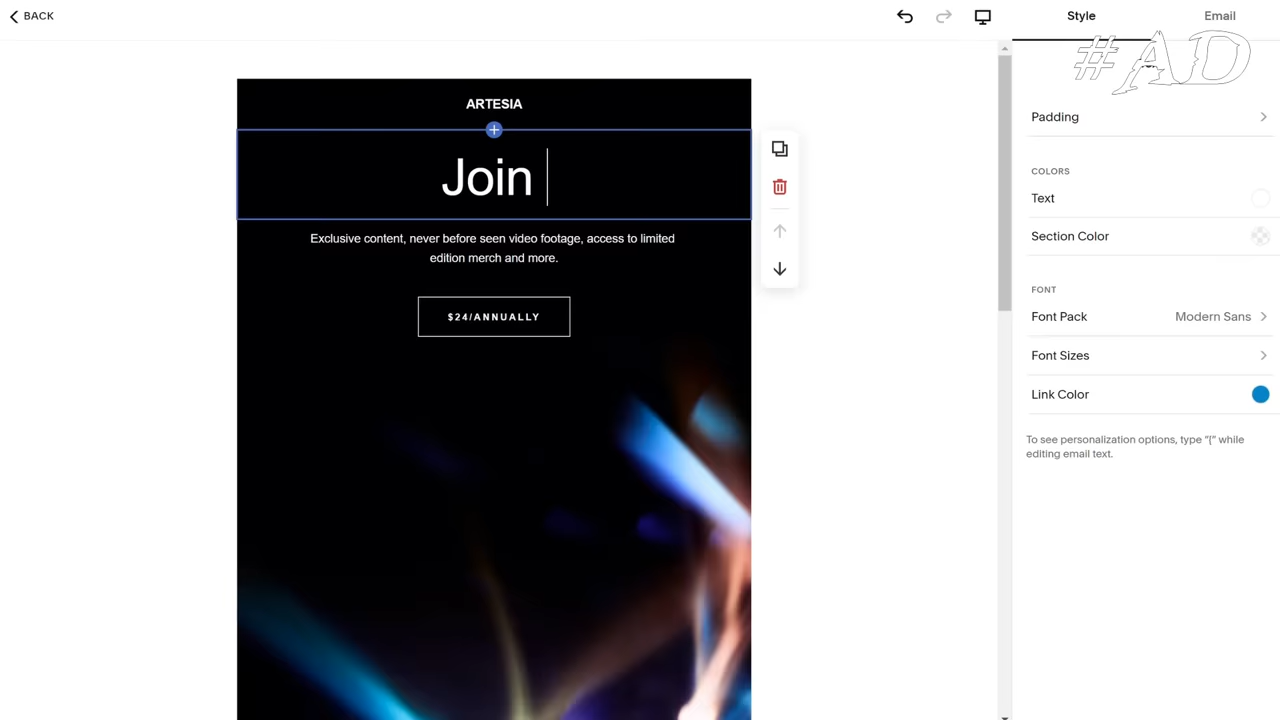 BACK
Style
Email
#AD
ARTESIA
Join
Exclusive content, never before seen video footage, access to limited
edition merch and more.
$24/ANNUALLY
Padding
COLORS
Text
Section Color
FONT
Font Pack
Modern Sans
Font Sizes
Link Color
To see personalization options, type "{" while
editing email text.